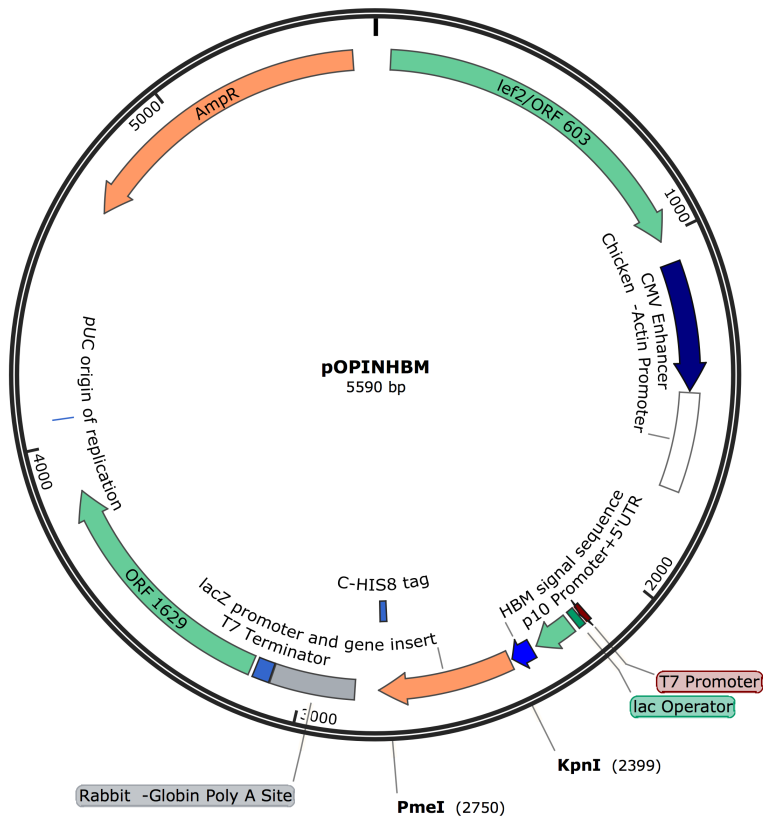 AmpR
lef2/ORF 603
5000
1000
CMV Enhancer
Chicken  -Actin Promoter
pOPINHBM
5590 bp
pUC origin of replication
4000
2000
HBM signal sequence
p10 Promoter+5'UTR
C-HIS8 tag
lacZ promoter and gene insert
T7 Terminator
ORF 1629
T7 Promoter
lac Operator
3000
KpnI (2399)
Rabbit  -Globin Poly A Site
PmeI (2750)